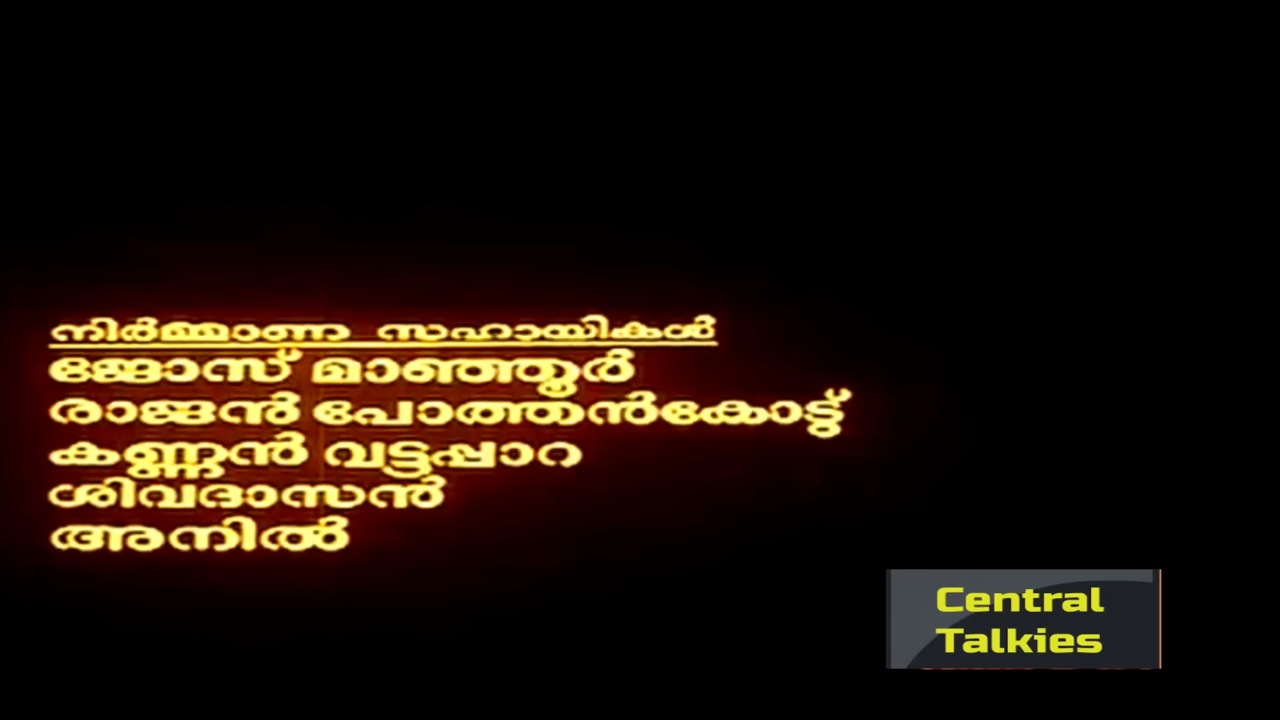 നിർമ്മാണ സഹായികൾ
ജോസ് മാഞ്ഞൂർ
രാജൻ പോത്തൻകോട്ട്
കണ്ണൻ വട്ടപ്പാറ
ശിവദാസൻ
അനിൽ
Central
Talkies